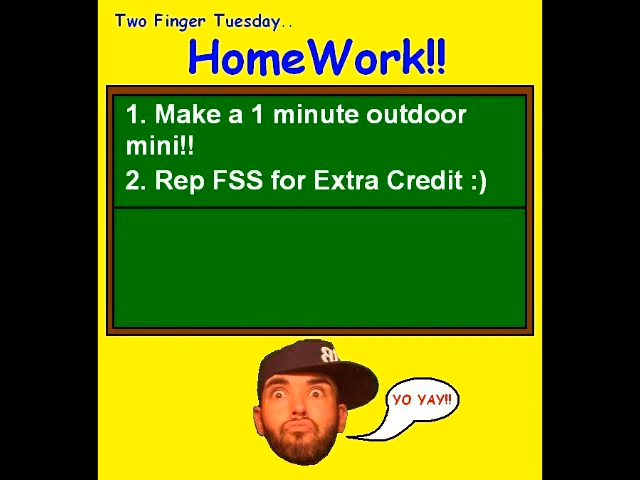 Two Finger Tuesday..
HomeWork!!
1. Make a 1 minute outdoor
mini!!
2. Rep FSS for Extra Credit :)
YO YAY!!